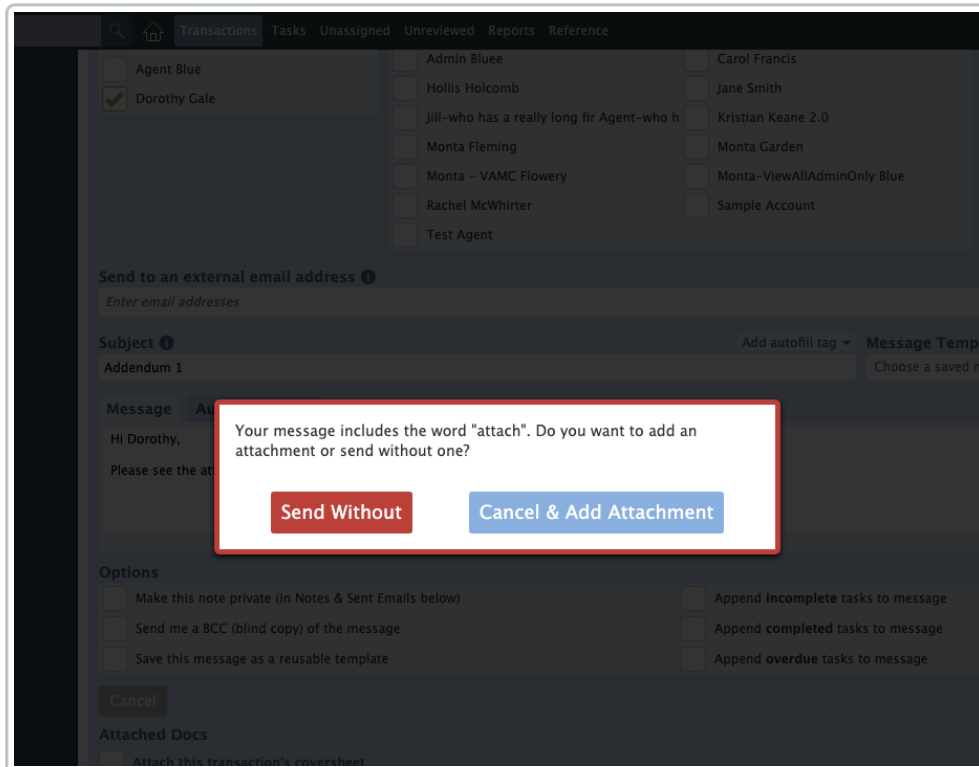 Transactions Tasks Unassigned Unreviewed Reports Reference
Agent Blue
Dorothy Gale
Admin Bluee
Carol Francis
Hollis Holcomb
Jane Smith
Jill-who has a really long fir Agent-who h
Kristian Keane 2.0
Monta Fleming
Monta Garden
Monta - VAMC Flowery
Monta-ViewAllAdminOnly Blue
Rachel McWhirter
Sample Account
Test Agent
Send to an external email address
Enter email addresses
Subject
Add autofill tag
Message Temp
Addendum 1
Choose a saved
Message Au
Hi Dorothy,
Please see the at
Your message includes the word "attach". Do you want to add an
attachment or send without one?
Send Without
Cancel & Add Attachment
Options
Make this note private (in Notes & Sent Emails below)
Append incomplete tasks to message
Send me a BCC (blind copy) of the message
Append completed tasks to message
Save this message as a reusable template
Append overdue tasks to message
Cancel
Attached Docs
Attach this transaction's coversheet